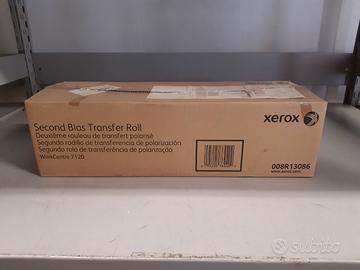 Second Bias Transfer Roll
Deuxième rouleau de transfert polarisé
Segundo rodillo de transferencia de polarización
Segundo rolo de transferência de polarização
WorkCentre 7120
xerox
008R13086
www.xerox.com
subito